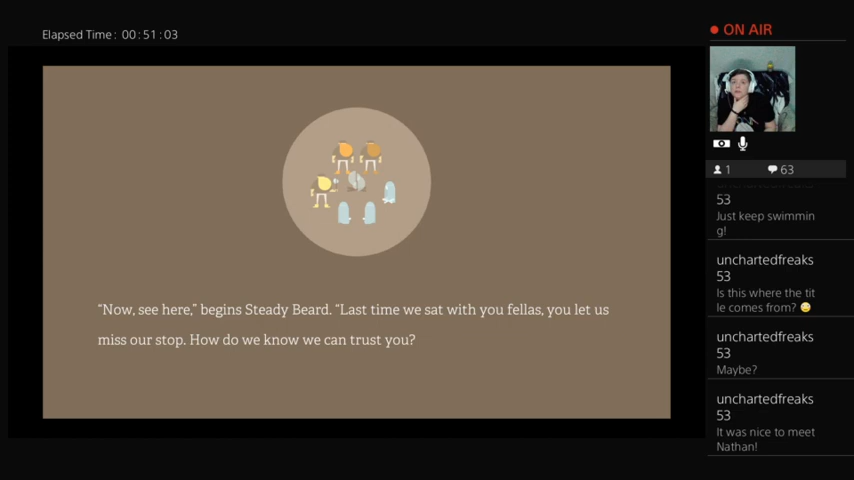 Elapsed Time: 00:51:03
ON AIR
1
63
53
Just keep swimmin
g!
unchartedfreaks
53
Is this where the tit
le comes from? 😏
unchartedfreaks
53
Maybe?
unchartedfreaks
53
It was nice to meet
Nathan!
“Now, see here,” begins Steady Beard. “Last time we sat with you fellas, you let us
miss our stop. How do we know we can trust you?